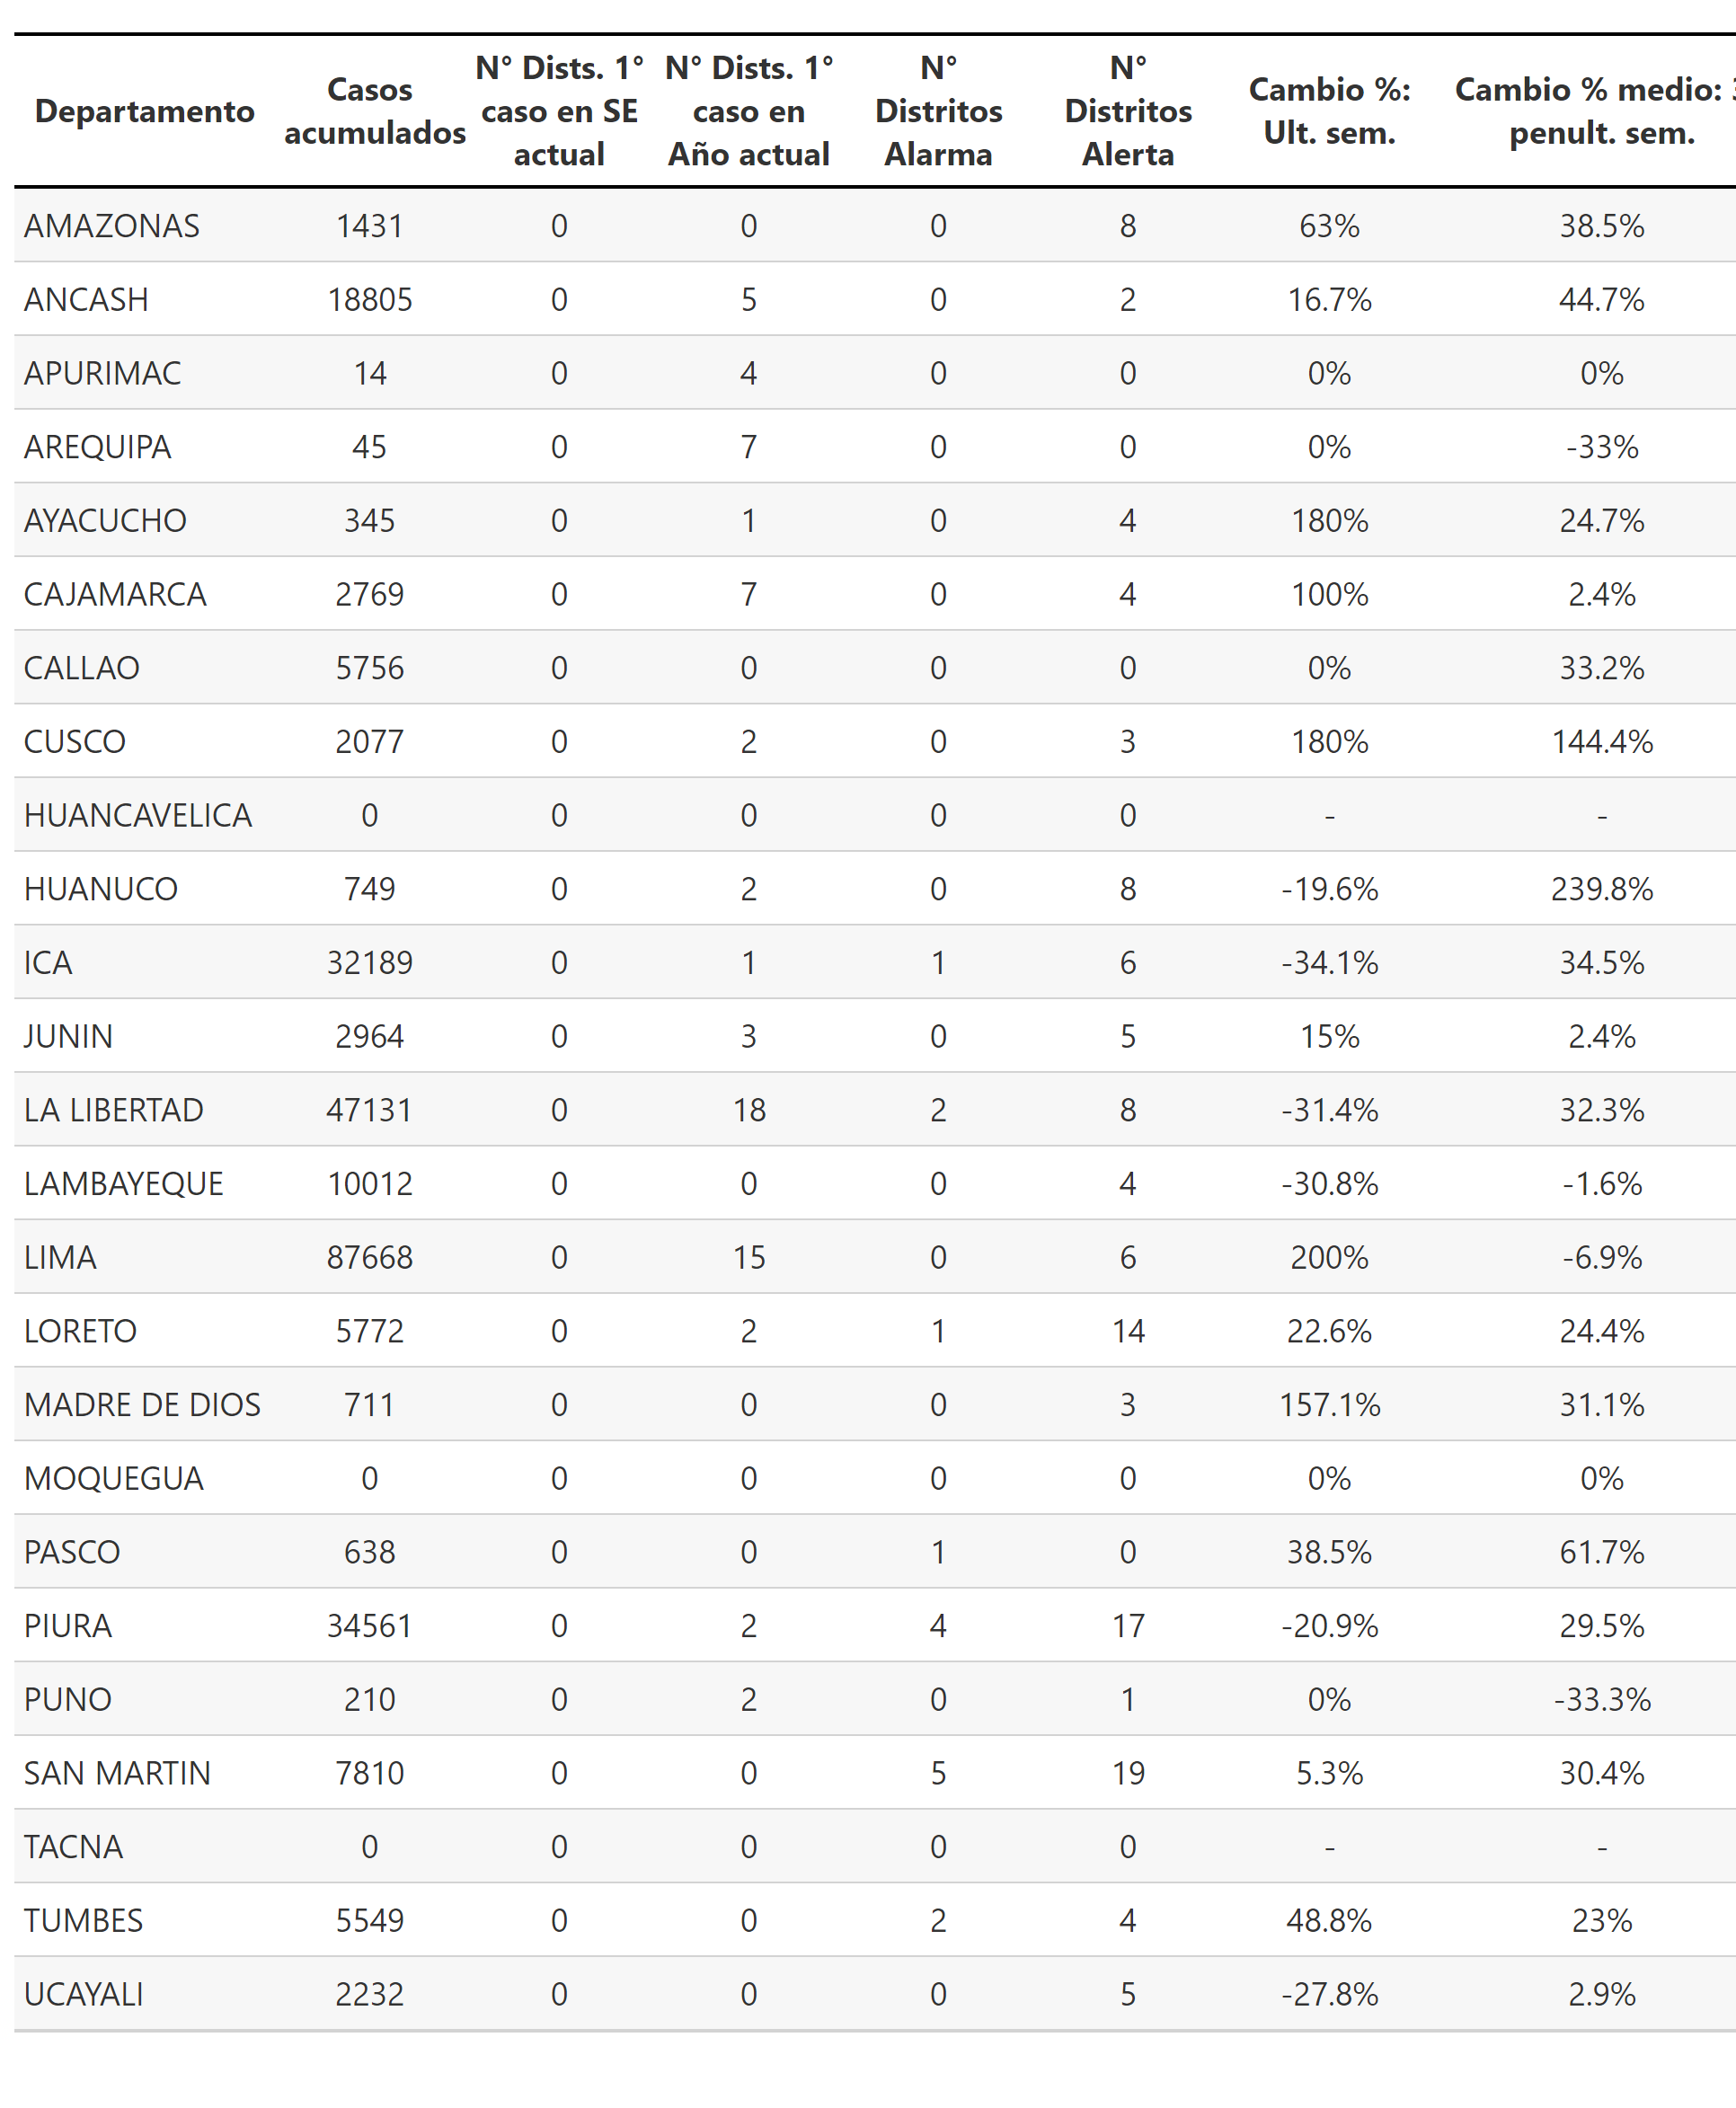 Departamento Casos acumulados N° Dists. 1° caso en SE actual N° Dists. 1° caso en Año actual N° Distritos Alarma N° Distritos Alerta Cambio %: Ult. sem. Cambio % medio: 3 penult. sem.
AMAZONAS 1431 0 0 0 8 63% 38.5%
ANCASH 18805 0 5 0 2 16.7% 44.7%
APURIMAC 14 0 4 0 0 0% 0%
AREQUIPA 45 0 7 0 0 0% -33%
AYACUCHO 345 0 1 0 4 180% 24.7%
CAJAMARCA 2769 0 7 0 4 100% 2.4%
CALLAO 5756 0 0 0 0 0% 33.2%
CUSCO 2077 0 2 0 3 180% 144.4%
HUANCAVELICA 0 0 0 0 0 - -
HUANUCO 749 0 2 0 8 -19.6% 239.8%
ICA 32189 0 1 1 6 -34.1% 34.5%
JUNIN 2964 0 3 0 5 15% 2.4%
LA LIBERTAD 47131 0 18 2 8 -31.4% 32.3%
LAMBAYEQUE 10012 0 0 0 4 -30.8% -1.6%
LIMA 87668 0 15 0 6 200% -6.9%
LORETO 5772 0 2 1 14 22.6% 24.4%
MADRE DE DIOS 711 0 0 0 3 157.1% 31.1%
MOQUEGUA 0 0 0 0 0 0% 0%
PASCO 638 0 0 1 0 38.5% 61.7%
PIURA 34561 0 2 4 17 -20.9% 29.5%
PUNO 210 0 2 0 1 0% -33.3%
SAN MARTIN 7810 0 0 5 19 5.3% 30.4%
TACNA 0 0 0 0 0 - -
TUMBES 5549 0 0 2 4 48.8% 23%
UCAYALI 2232 0 0 0 5 -27.8% 2.9%